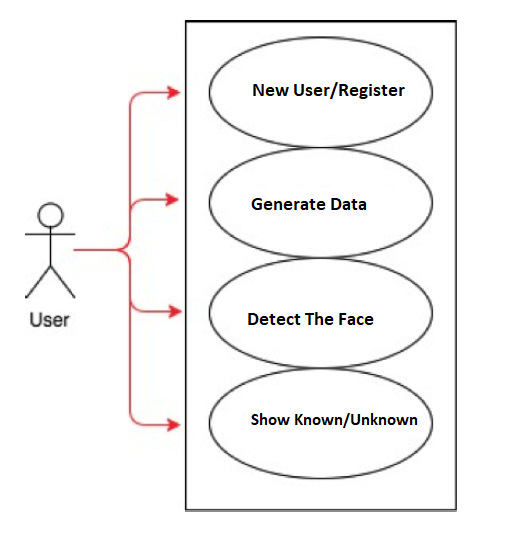 New User/Register
Generate Data
Detect The Face
User
Show Known/Unknown